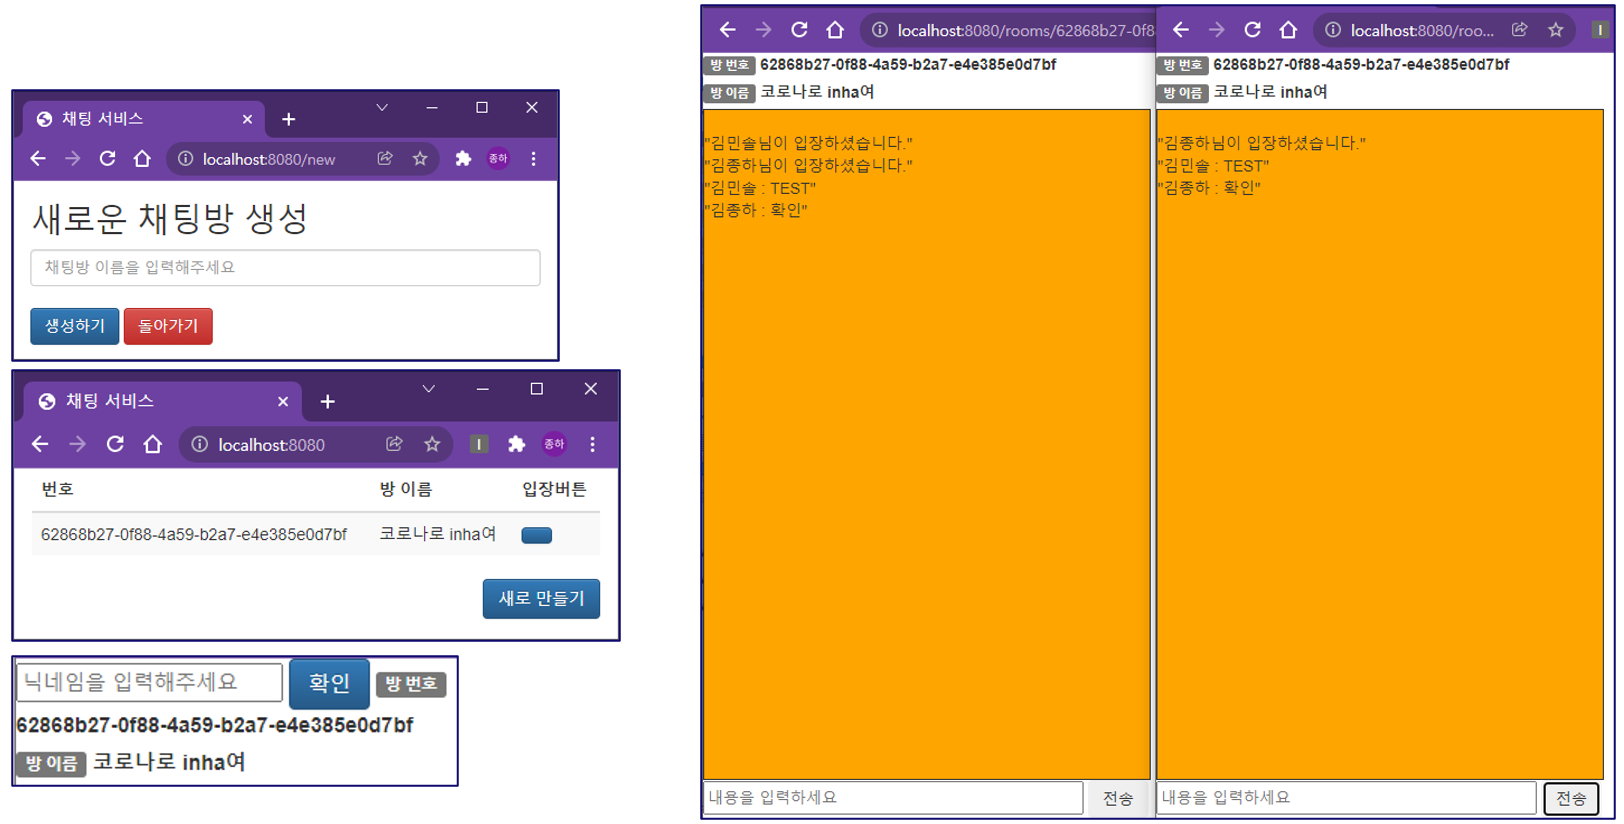 채팅 서비스
localhost:8080/new
종하
새로운 채팅방 생성
채팅방 이름을 입력해주세요
생성하기 돌아가기
채팅 서비스
localhost:8080
I
종하
번호 방 이름 입장버튼
62868b27-0f88-4a59-b2a7-e4e385e0d7bf 코로나로 inha여
새로 만들기
닉네임을 입력해주세요 확인 방 번호
62868b27-0f88-4a59-b2a7-e4e385e0d7bf
방 이름 코로나로 inha여
localhost:8080/rooms/62868b27-0f8
방 번호 62868b27-0f88-4a59-b2a7-e4e385e0d7bf
방 이름 코로나로 inha여
"김민솔님이 입장하셨습니다."
"김종하님이 입장하셨습니다."
"김민솔 : TEST"
"김종하 : 확인"
내용을 입력하세요 전송
localhost:8080/roo...
I
방 번호 62868b27-0f88-4a59-b2a7-e4e385e0d7bf
방 이름 코로나로 inha여
"김종하님이 입장하셨습니다."
"김민솔 : TEST"
"김종하 : 확인"
내용을 입력하세요 전송